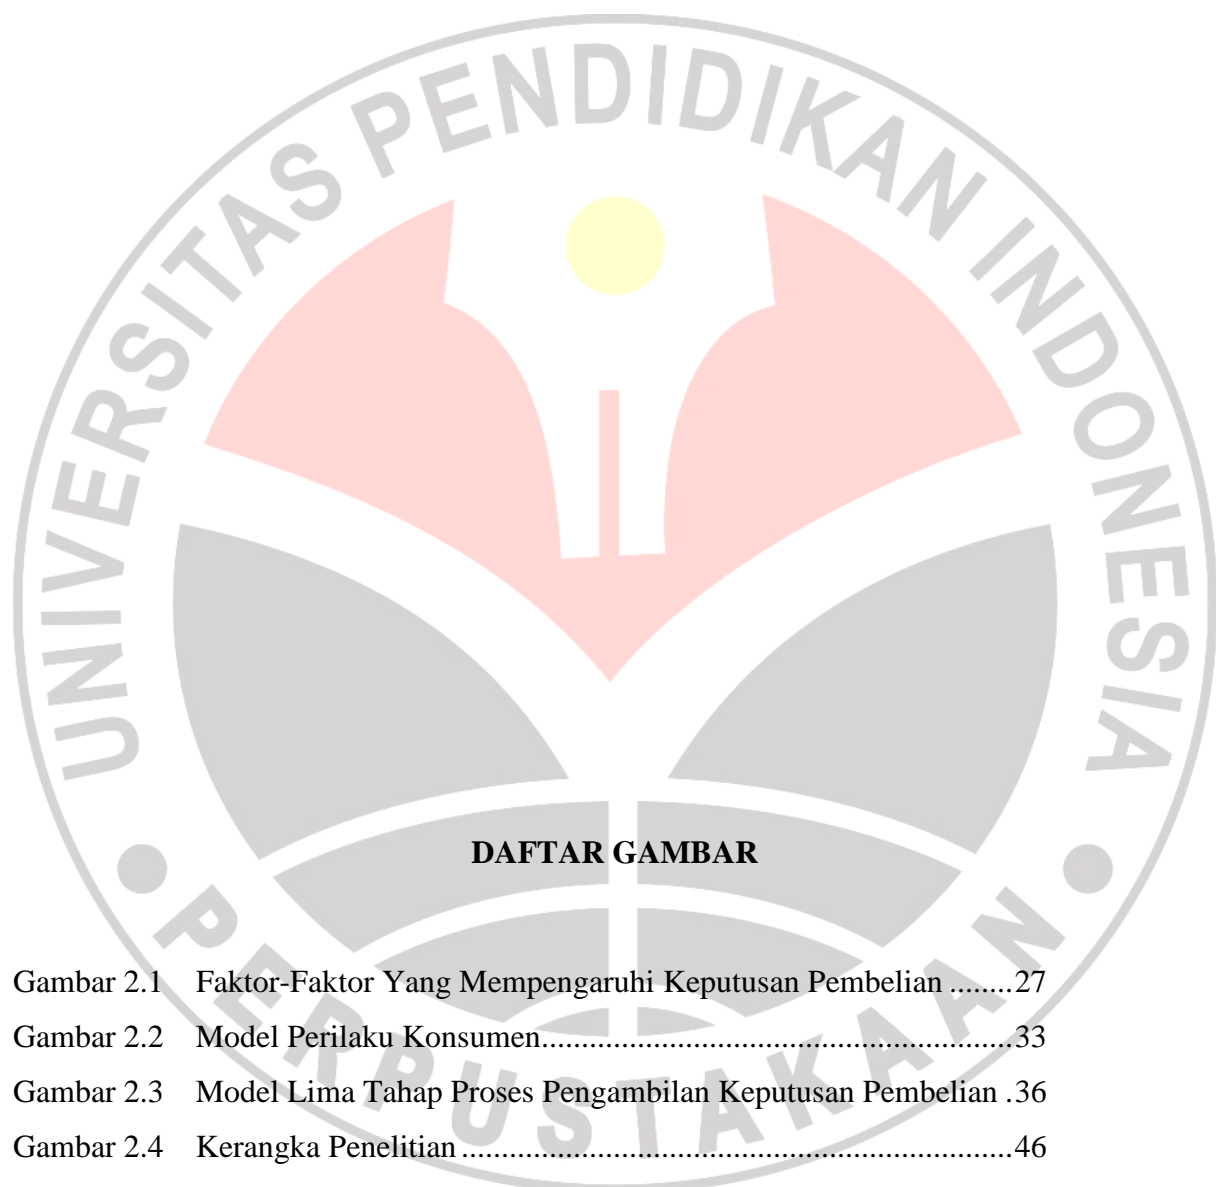 UNIVERSITAS PENDIDIKAN INDONESIA
PERPUSTAKAAN
DAFTAR GAMBAR
Gambar 2.1 Faktor-Faktor Yang Mempengaruhi Keputusan Pembelian ........27
Gambar 2.2 Model Perilaku Konsumen..........................................................33
Gambar 2.3 Model Lima Tahap Proses Pengambilan Keputusan Pembelian .36
Gambar 2.4 Kerangka Penelitian ....................................................................46